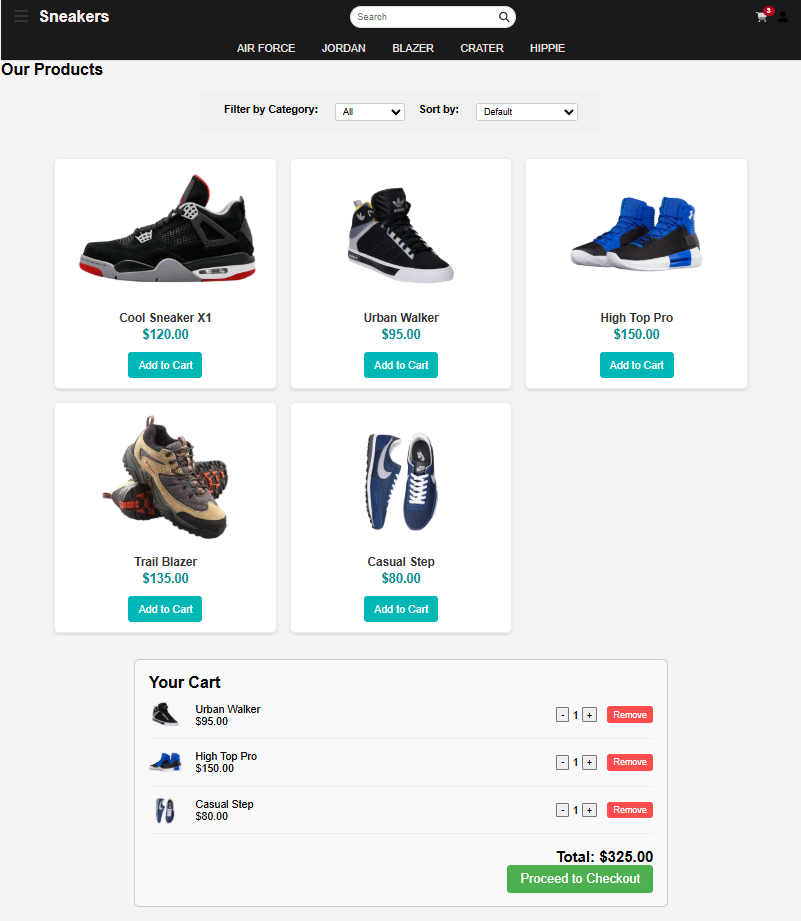 Sneakers
Search
3
AIR FORCE JORDAN BLAZER CRATER HIPPIE
Our Products
Filter by Category: All Sort by: Default
Cool Sneaker X1
$120.00
Add to Cart
Urban Walker
$95.00
Add to Cart
High Top Pro
$150.00
Add to Cart
Trail Blazer
$135.00
Add to Cart
Casual Step
$80.00
Add to Cart
Your Cart
Urban Walker
$95.00
- 1 + Remove
High Top Pro
$150.00
- 1 + Remove
Casual Step
$80.00
- 1 + Remove
Total: $325.00
Proceed to Checkout